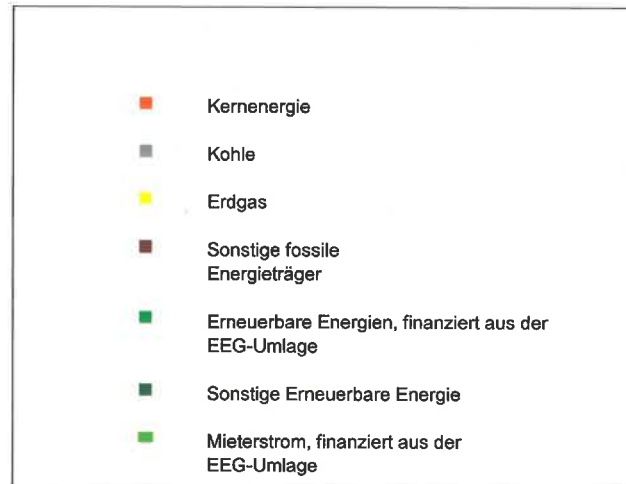 Kernenergie
Kohle
Erdgas
Sonstige fossile
Energieträger
Erneuerbare Energien, finanziert aus der
EEG-Umlage
Sonstige Erneuerbare Energie
Mieterstrom, finanziert aus der
EEG-Umlage